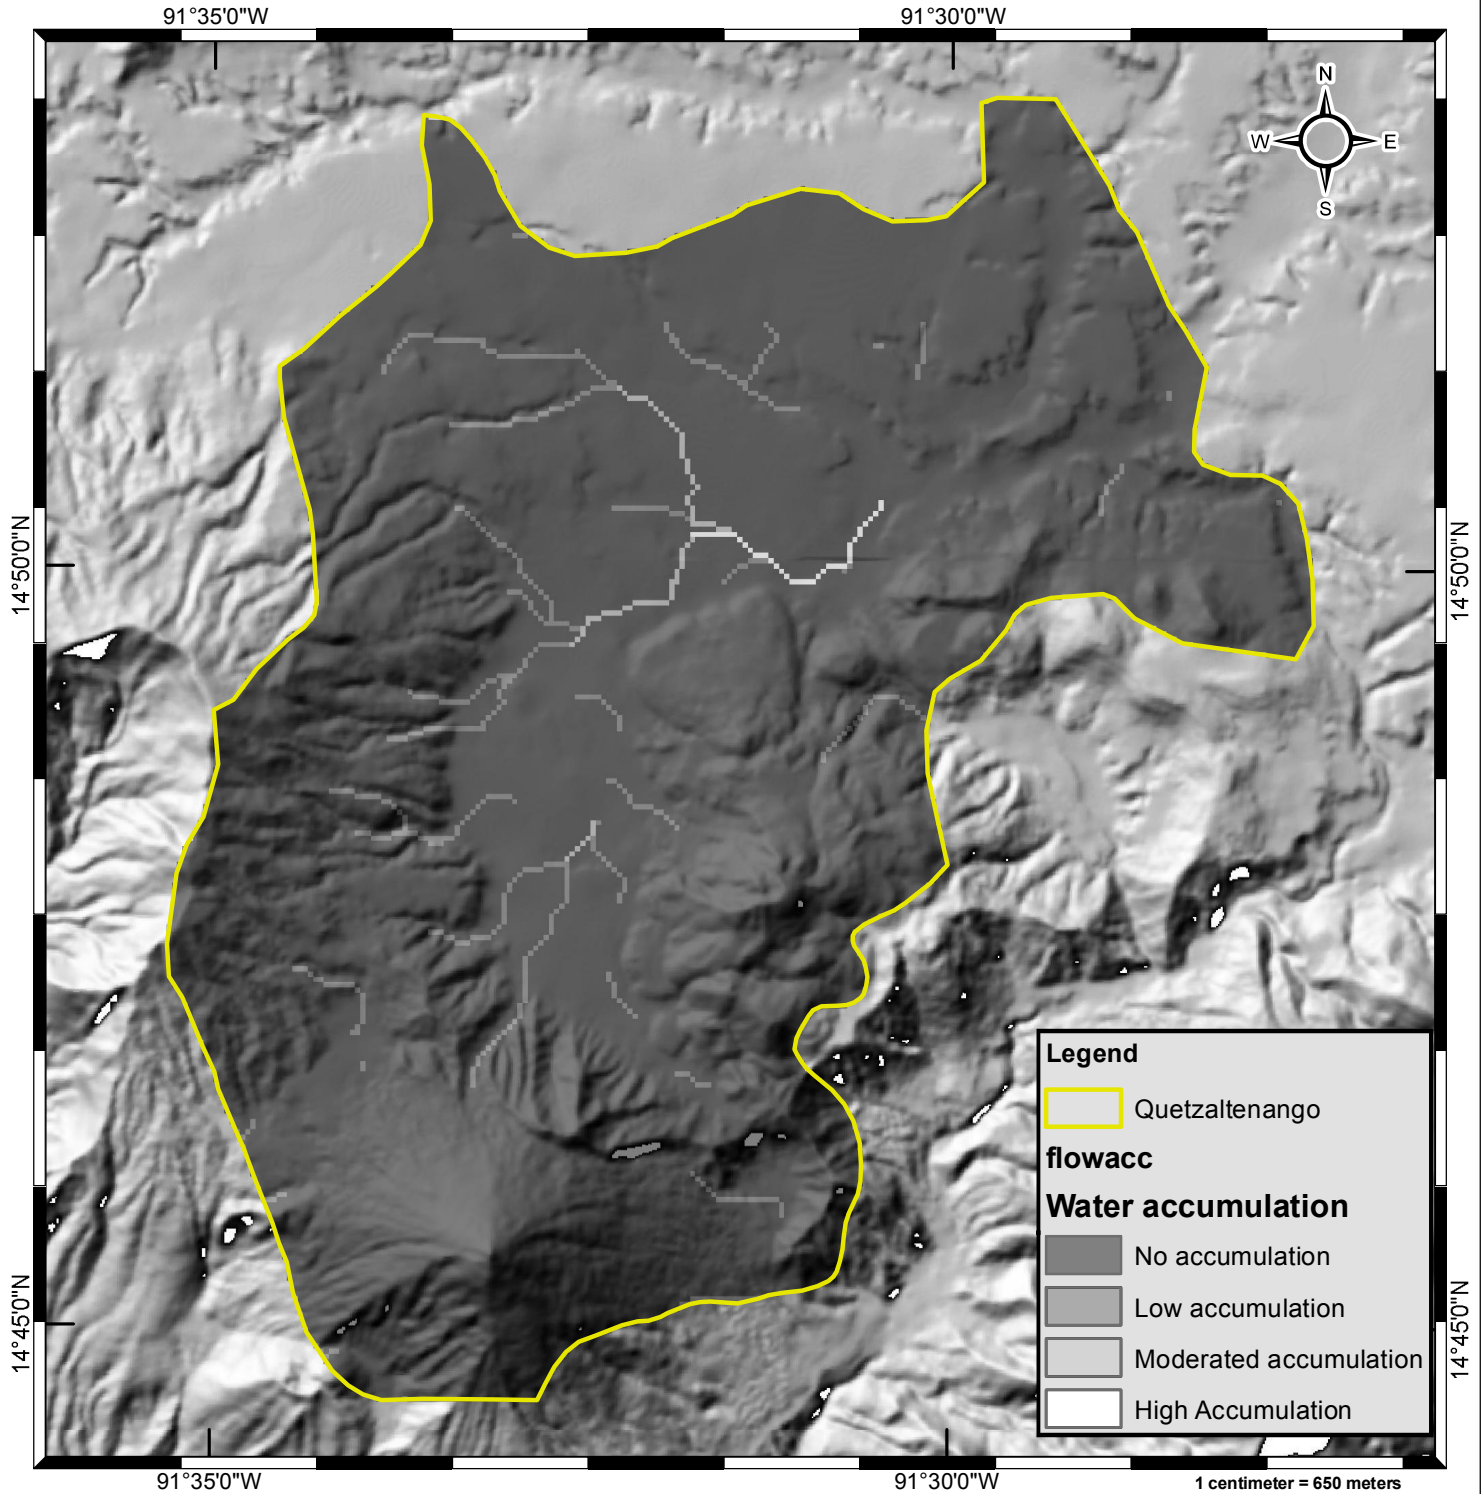 91°35'0"W 91°30'0"W
N
W E
S
14°50'0"N 14°50'0"N
Legend
Quetzaltenango
flowacc
Water accumulation
No accumulation
Low accumulation
Moderated accumulation
High Accumulation
14°45'0"N 14°45'0"N
91°35'0"W 91°30'0"W
1 centimeter = 650 meters